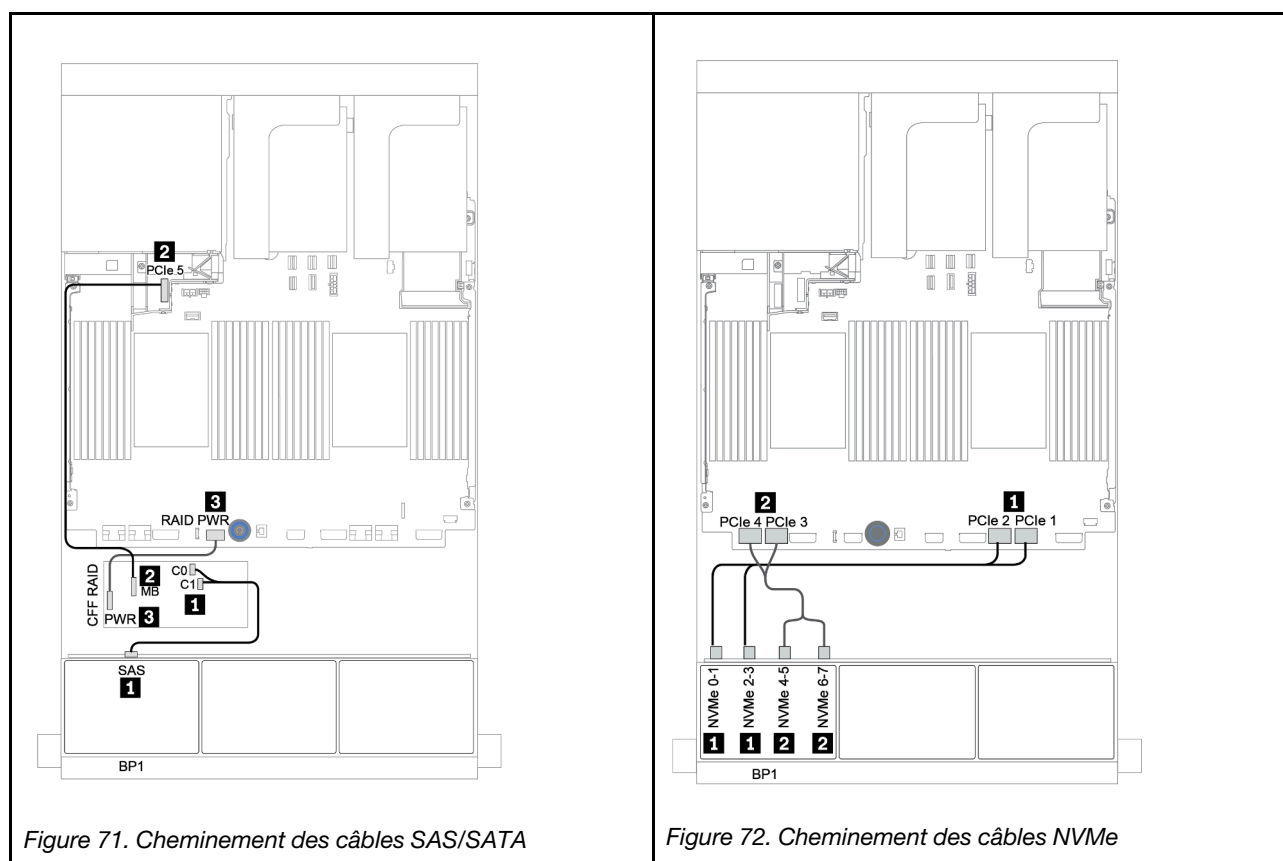 2
PCIe 5
3
RAID PWR
CFF RAID
C0
2
C1
MB
1
PWR 3
SAS
1
BP1
Figure 71. Cheminement des câbles SAS/SATA
2
1
PCIe 4 PCIe 3
PCIe 2 PCIe 1
NVMe 0-1
NVMe 2-3
NVMe 4-5
NVMe 6-7
1
1
2
2
BP1
Figure 72. Cheminement des câbles NVMe